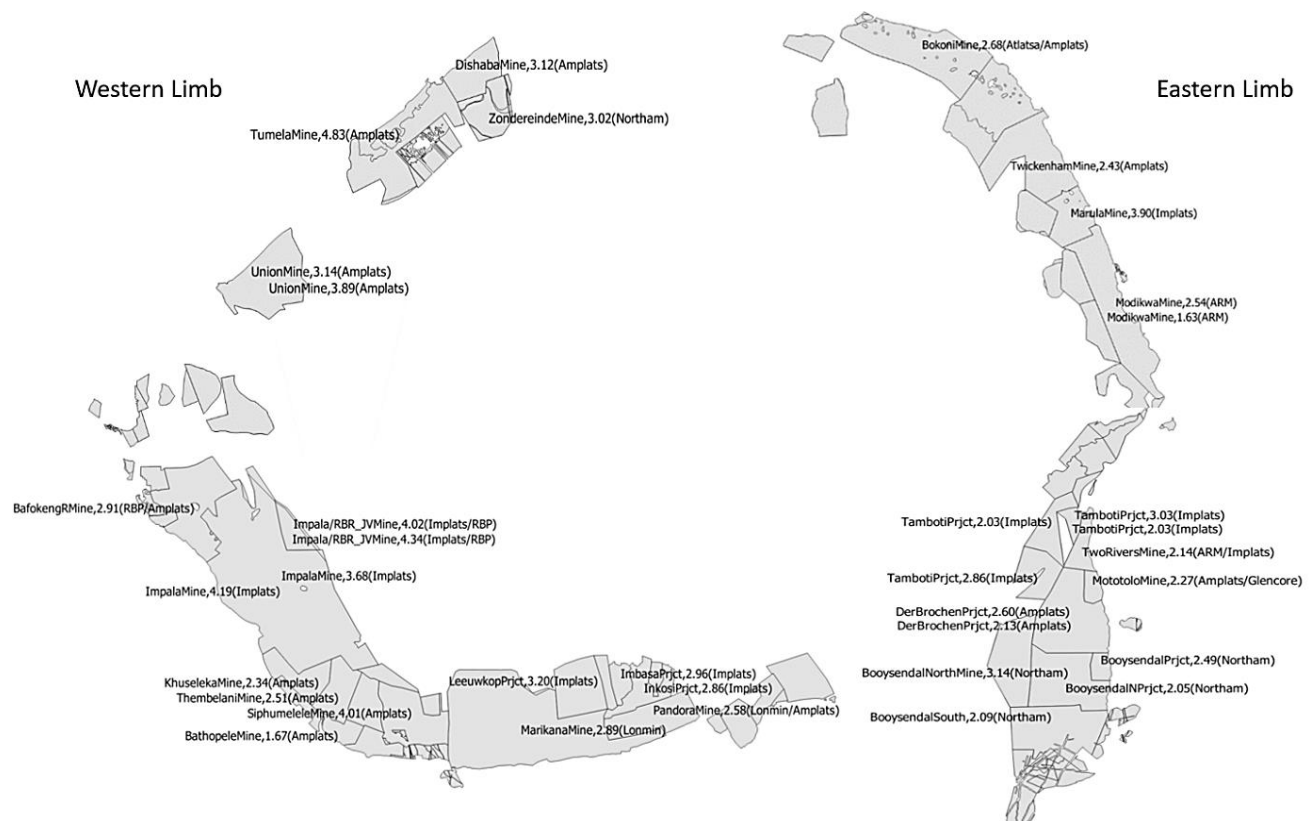 Western Limb
DishabaMine,3.12(Amplats)
ZondereindeMine,3.02(Northam)
TumelaMine,4.83(Amplats)
UnionMine,3.14(Amplats)
UnionMine,3.89(Amplats)
BafokengRMine,2.91(RBP/Amplats)
Impala/RBR_JVMine,4.02(Implats/RBP)
Impala/RBR_JVMine,4.34(Implats/RBP)
ImpalaMine,3.68(Implats)
ImpalaMine,4.19(Implats)
KhuselekaMine,2.34(Amplats)
ThembelaniMine,2.51(Amplats)
SiphumeleleMine,4.01(Amplats)
BathopeleMine,1.67(Amplats)
LeeuwkopPrjct,3.20(Implats)
ImbasaPrjct,2.96(Implats)
InkosiPrjct,2.86(Implats)
PandoraMine,2.58(Lonmin/Amplats)
MarikanaMine,2.89(Lonmin)
Eastern Limb
BokoniMine,2.68(Atlatsa/Amplats)
TwickenhamMine,2.43(Amplats)
MarulaMine,3.90(Implats)
ModikwaMine,2.54(ARM)
ModikwaMine,1.63(ARM)
TambotiPrjct,2.03(Implats)
TambotiPrjct,3.03(Implats)
TambotiPrjct,2.03(Implats)
TwoRiversMine,2.14(ARM/Implats)
TambotiPrjct,2.86(Implats)
MototoloMine,2.27(Amplats/Glencore)
DerBrochenPrjct,2.60(Amplats)
DerBrochenPrjct,2.13(Amplats)
BooysendalNorthMine,3.14(Northam)
BooysendalPrjct,2.49(Northam)
BooysendalNPrjct,2.05(Northam)
BooysendalSouth,2.09(Northam)